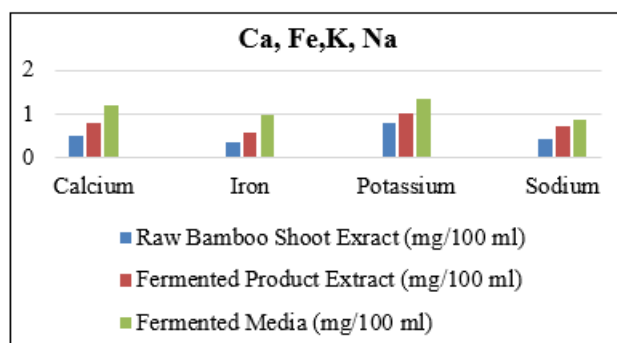 Ca, Fe,K, Na
2
1
0
Calcium Iron Potassium Sodium
Raw Bamboo Shoot Exract (mg/100 ml)
Fermented Product Extract (mg/100 ml)
Fermented Media (mg/100 ml)